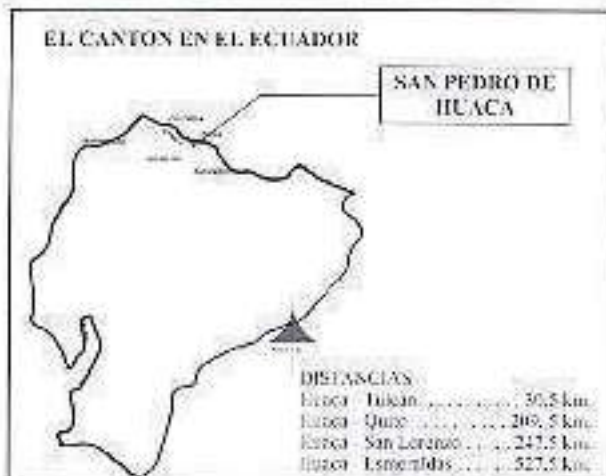 EL CANTON EN EL ECUADOR
SAN PEDRO DE
HUACA
DISTANCIAS
Huaca - Tulcán .......... 30.5 km.
Huaca - Quito .......... 209.5 km.
Huaca - San Lorenzo .... 247.5 km.
Huaca - Esmeraldas .... 527.5 km.